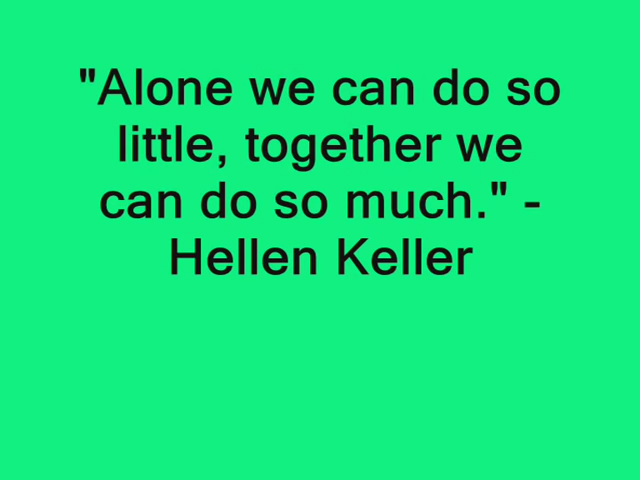 "Alone we can do so
little, together we
can do so much." -
Hellen Keller